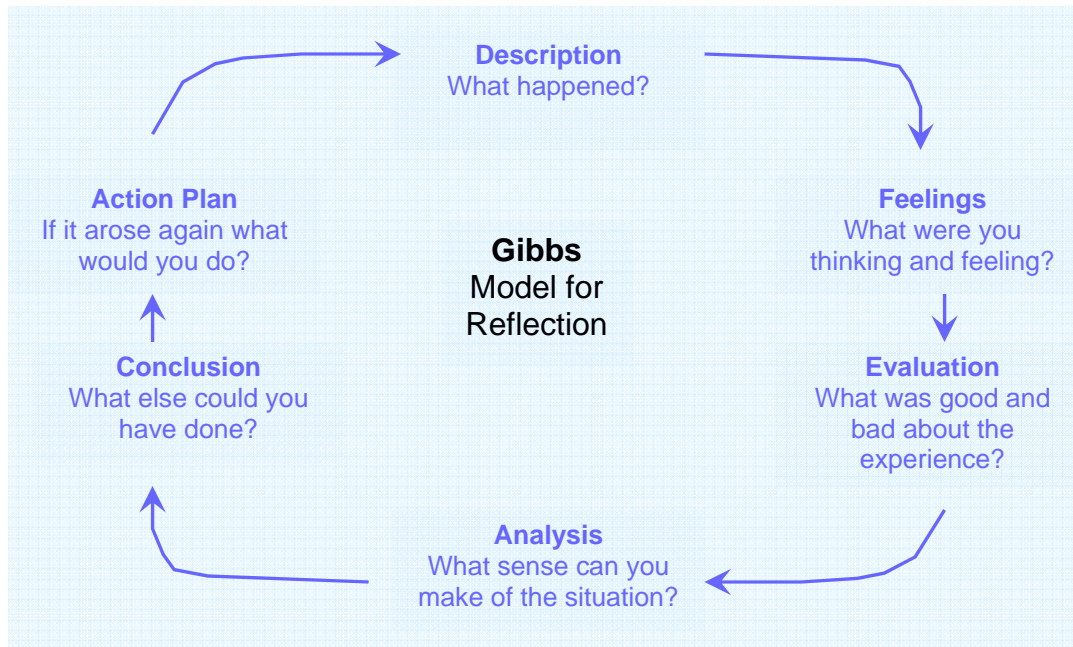 Description
What happened?
Feelings
What were you
thinking and feeling?
Evaluation
What was good and
bad about the
experience?
Analysis
What sense can you
make of the situation?
Conclusion
What else could you
have done?
Action Plan
If it arose again what
would you do?
Gibbs
Model for
Reflection